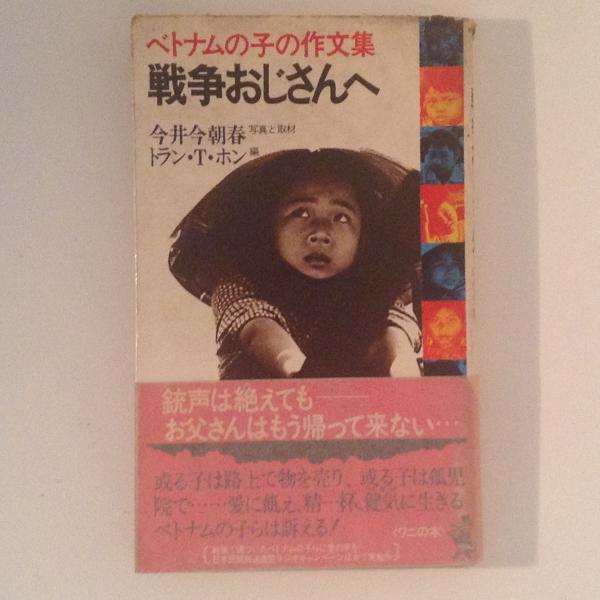 ベトナムの子の作文集
戦争おじさんへ
今井今朝春 写真と取材
トラン・T・ホン 編
銃声は絶えても——
お父さんはもう帰って来ない…
或る子は路上で物を売り、或る子は孤児
院で……愛に飢え、精一杯、健気に生きる
ベトナムの子らは訴える!
〈ワニの本〉